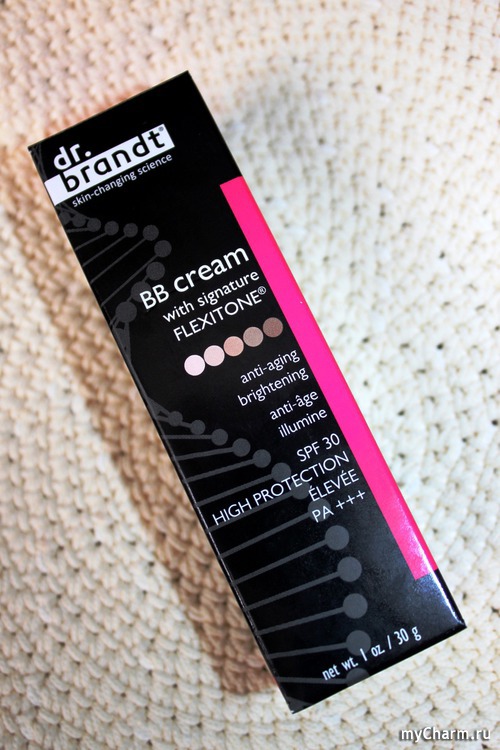 dr.
brandt®
skin-changing science
BB cream
with signature
FLEXITONE®
anti-aging
brightening
anti-âge
illumine
SPF 30
HIGH PROTECTION
ÉLEVÉE
PA +++
net wt. 1 oz / 30 g
myCharm.ru